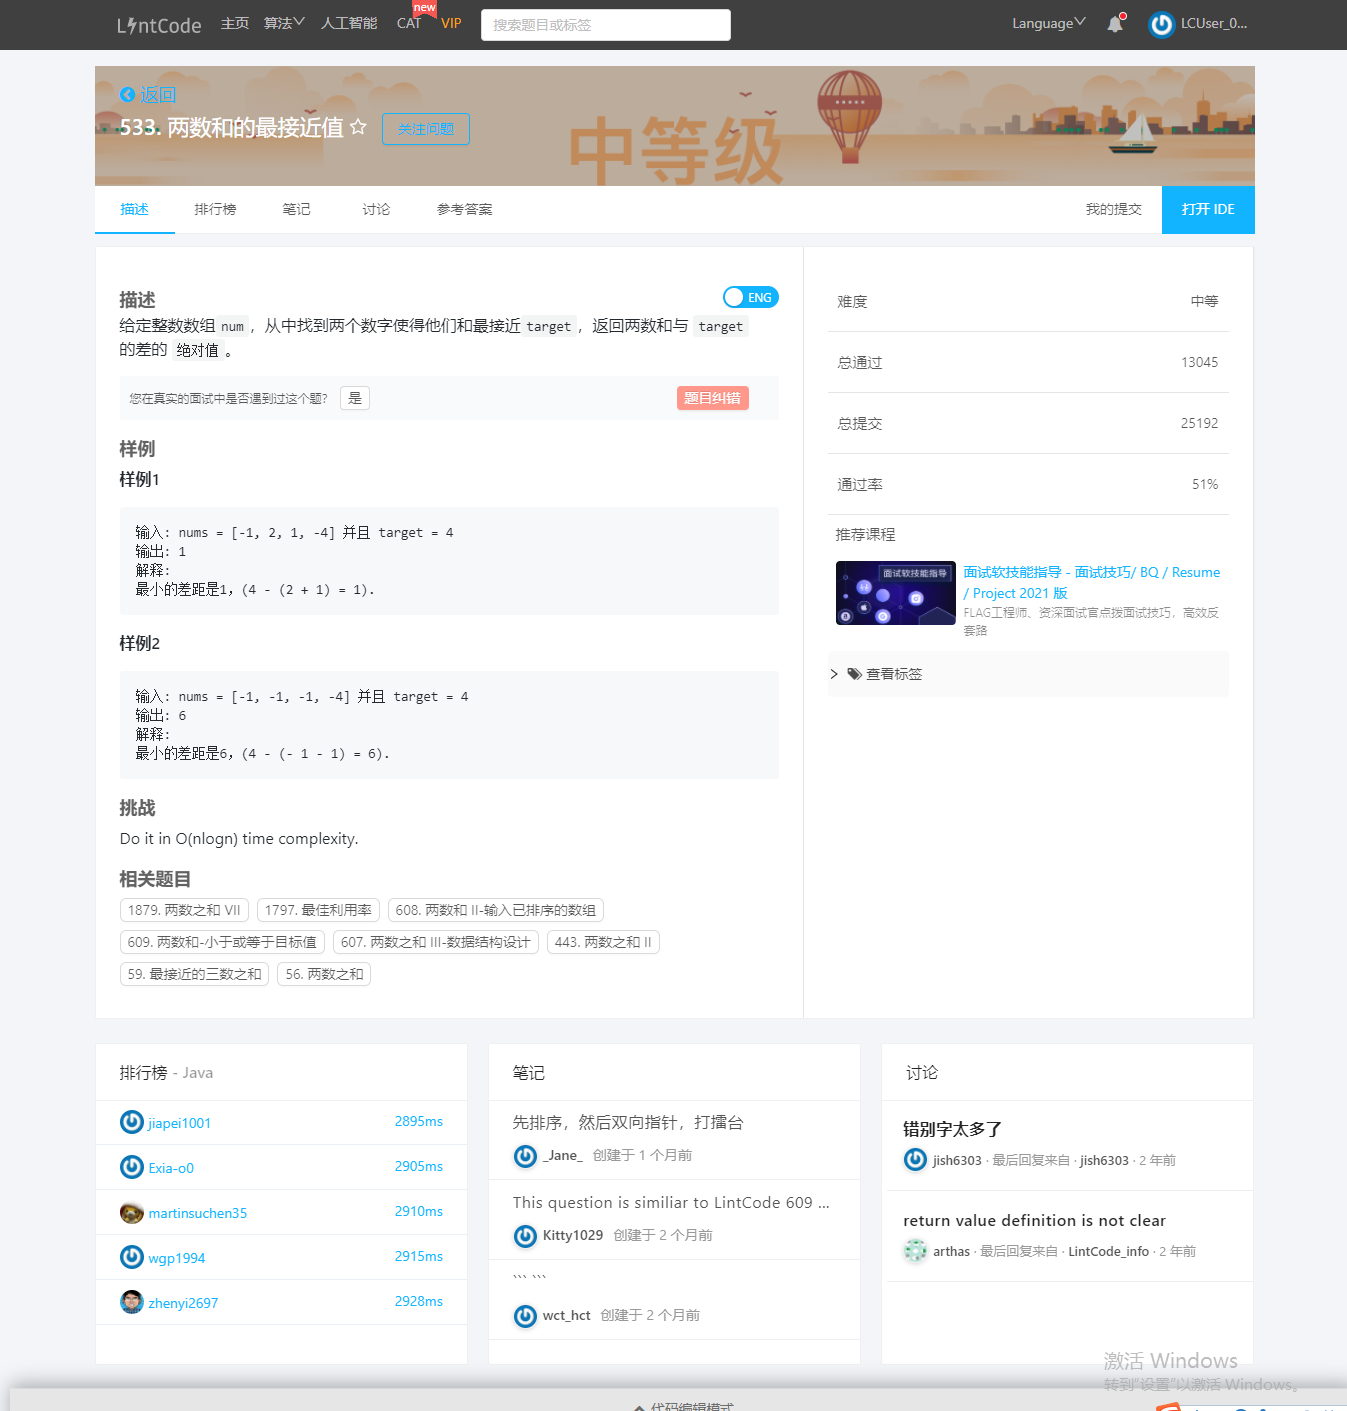 LintCode 主页 算法 人工智能 CAT new VIP 搜索题目或标签 Language LCUser_0...
返回
533. 两数和的最接近值 关注问题
中等级
描述 排行榜 笔记 讨论 参考答案 我的提交 打开 IDE
描述 ENG
给定整数数组 num ，从中找到两个数字使得他们和最接近 target ，返回两数和与 target
的差的 绝对值 。
您在真实的面试中是否遇到过这个题？ 是 题目纠错
样例
样例1
输入: nums = [-1, 2, 1, -4] 并且 target = 4
输出: 1
解释:
最小的差距是1，(4 - (2 + 1) = 1).
样例2
输入: nums = [-1, -1, -1, -4] 并且 target = 4
输出: 6
解释:
最小的差距是6，(4 - (- 1 - 1) = 6).
挑战
Do it in O(nlogn) time complexity.
相关题目
1879. 两数之和 VII 1797. 最佳利用率 608. 两数和 II-输入已排序的数组
609. 两数和-小于或等于目标值 607. 两数之和 III-数据结构设计 443. 两数之和 II
59. 最接近的三数之和 56. 两数之和
难度 中等
总通过 13045
总提交 25192
通过率 51%
推荐课程
面试软技能指导
面试软技能指导 - 面试技巧/ BQ / Resume
/ Project 2021 版
FLAG工程师、资深面试官点拨面试技巧，高效反
套路
查看标签
排行榜 - Java
jiapei1001 2895ms
Exia-o0 2905ms
martinsuchen35 2910ms
wgp1994 2915ms
zhenyi2697 2928ms
笔记
先排序，然后双向指针，打擂台
_Jane_ 创建于 1 个月前
This question is similiar to LintCode 609 ...
Kitty1029 创建于 2 个月前
``` ```
wct_hct 创建于 2 个月前
讨论
错别字太多了
jish6303 · 最后回复来自 · jish6303 · 2 年前
return value definition is not clear
arthas · 最后回复来自 · LintCode_info · 2 年前
激活 Windows
转到"设置"以激活 Windows。
代码编辑模式